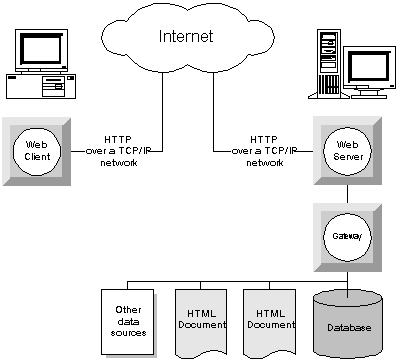 Internet
Web
Client
HTTP
over a TCP/IP
network
HTTP
over a TCP/IP
network
Web
Server
Gateway
Other
data
sources
HTML
Document
HTML
Document
Database